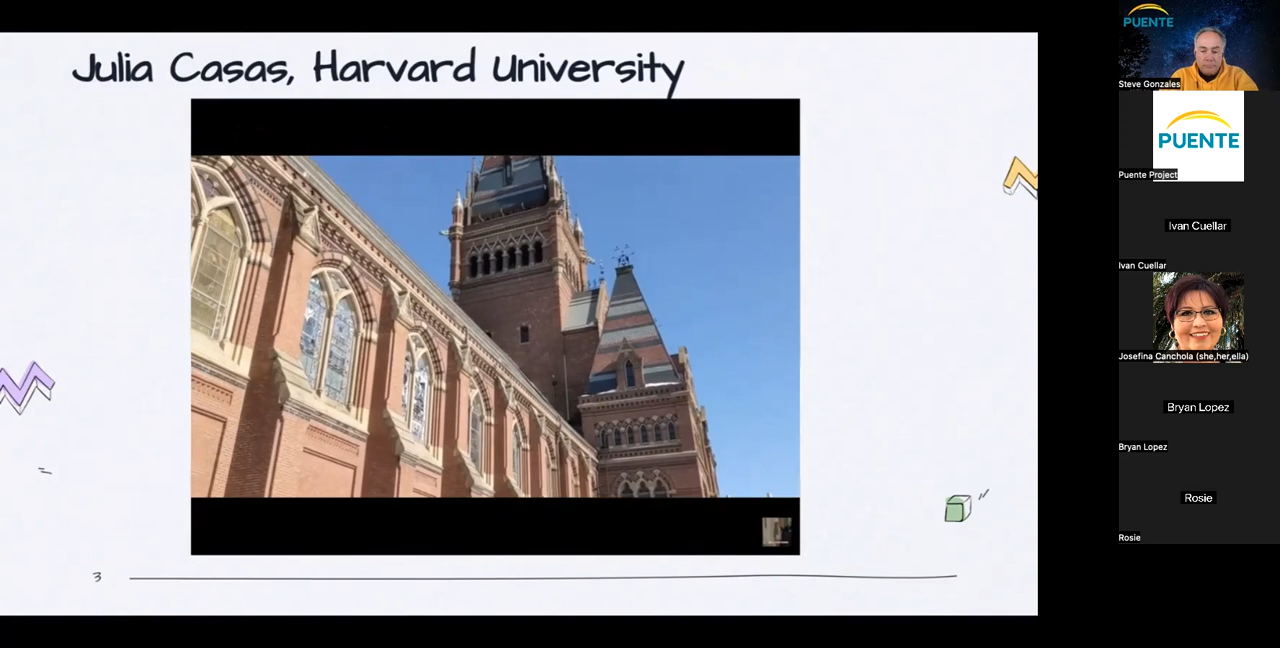 Julia Casas, Harvard University
3
PUENTE
Steve Gonzales
PUENTE
Puente Project
Ivan Cuellar
Ivan Cuellar
Josefina Canchola (she,her,ella)
Bryan Lopez
Bryan Lopez
Rosie
Rosie